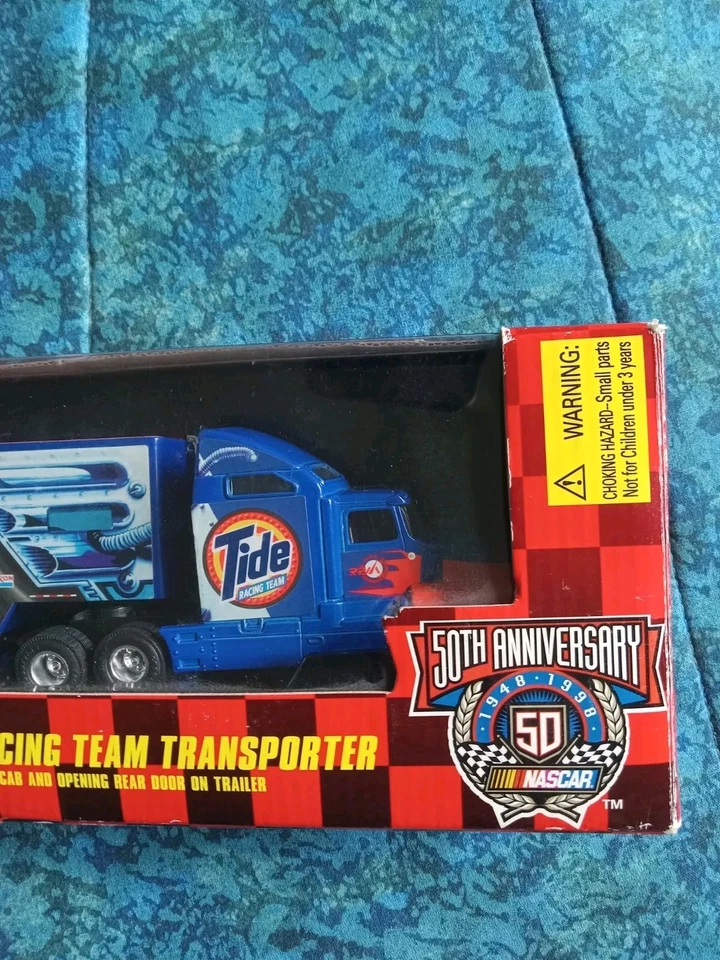 WARNING:
CHOKING HAZARD–Small parts
Not for Children under 3 years
Tide
RACING TEAM
50TH ANNIVERSARY
1948 · 1998
50
NASCAR
TM
CING TEAM TRANSPORTER
CAB AND OPENING REAR DOOR ON TRAILER